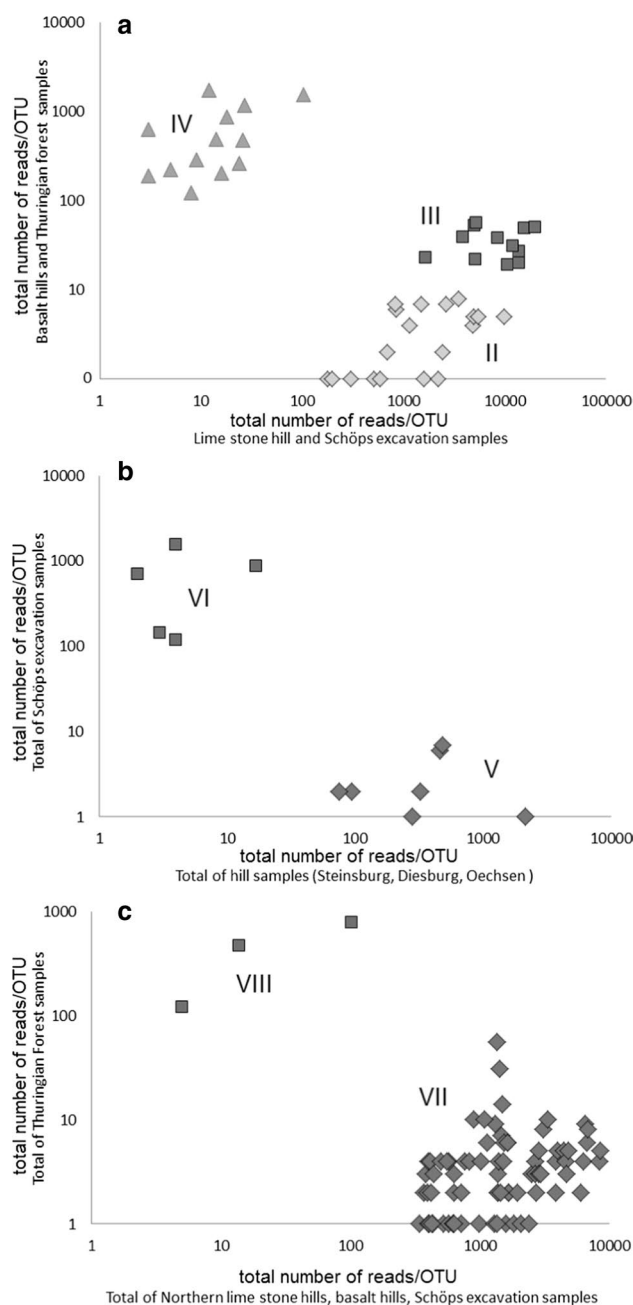 a
10000
1000
100
10
0
total number of reads/OTU
Basalt hills and Thuringian forest samples
IV
III
II
1
10
100
1000
10000
100000
total number of reads/OTU
Lime stone hill and Schöps excavation samples
b
10000
1000
100
10
1
total number of reads/OTU
Total of Schöps excavation samples
VI
V
1
10
100
1000
10000
total number of reads/OTU
Total of hill samples (Steinsburg, Diesburg, Oechsen )
c
1000
100
10
1
total number of reads/OTU
Total of Thuringian Forest samples
VIII
VII
1
10
100
1000
10000
total number of reads/OTU
Total of Northern lime stone hills, basalt hills, Schöps excavation samples